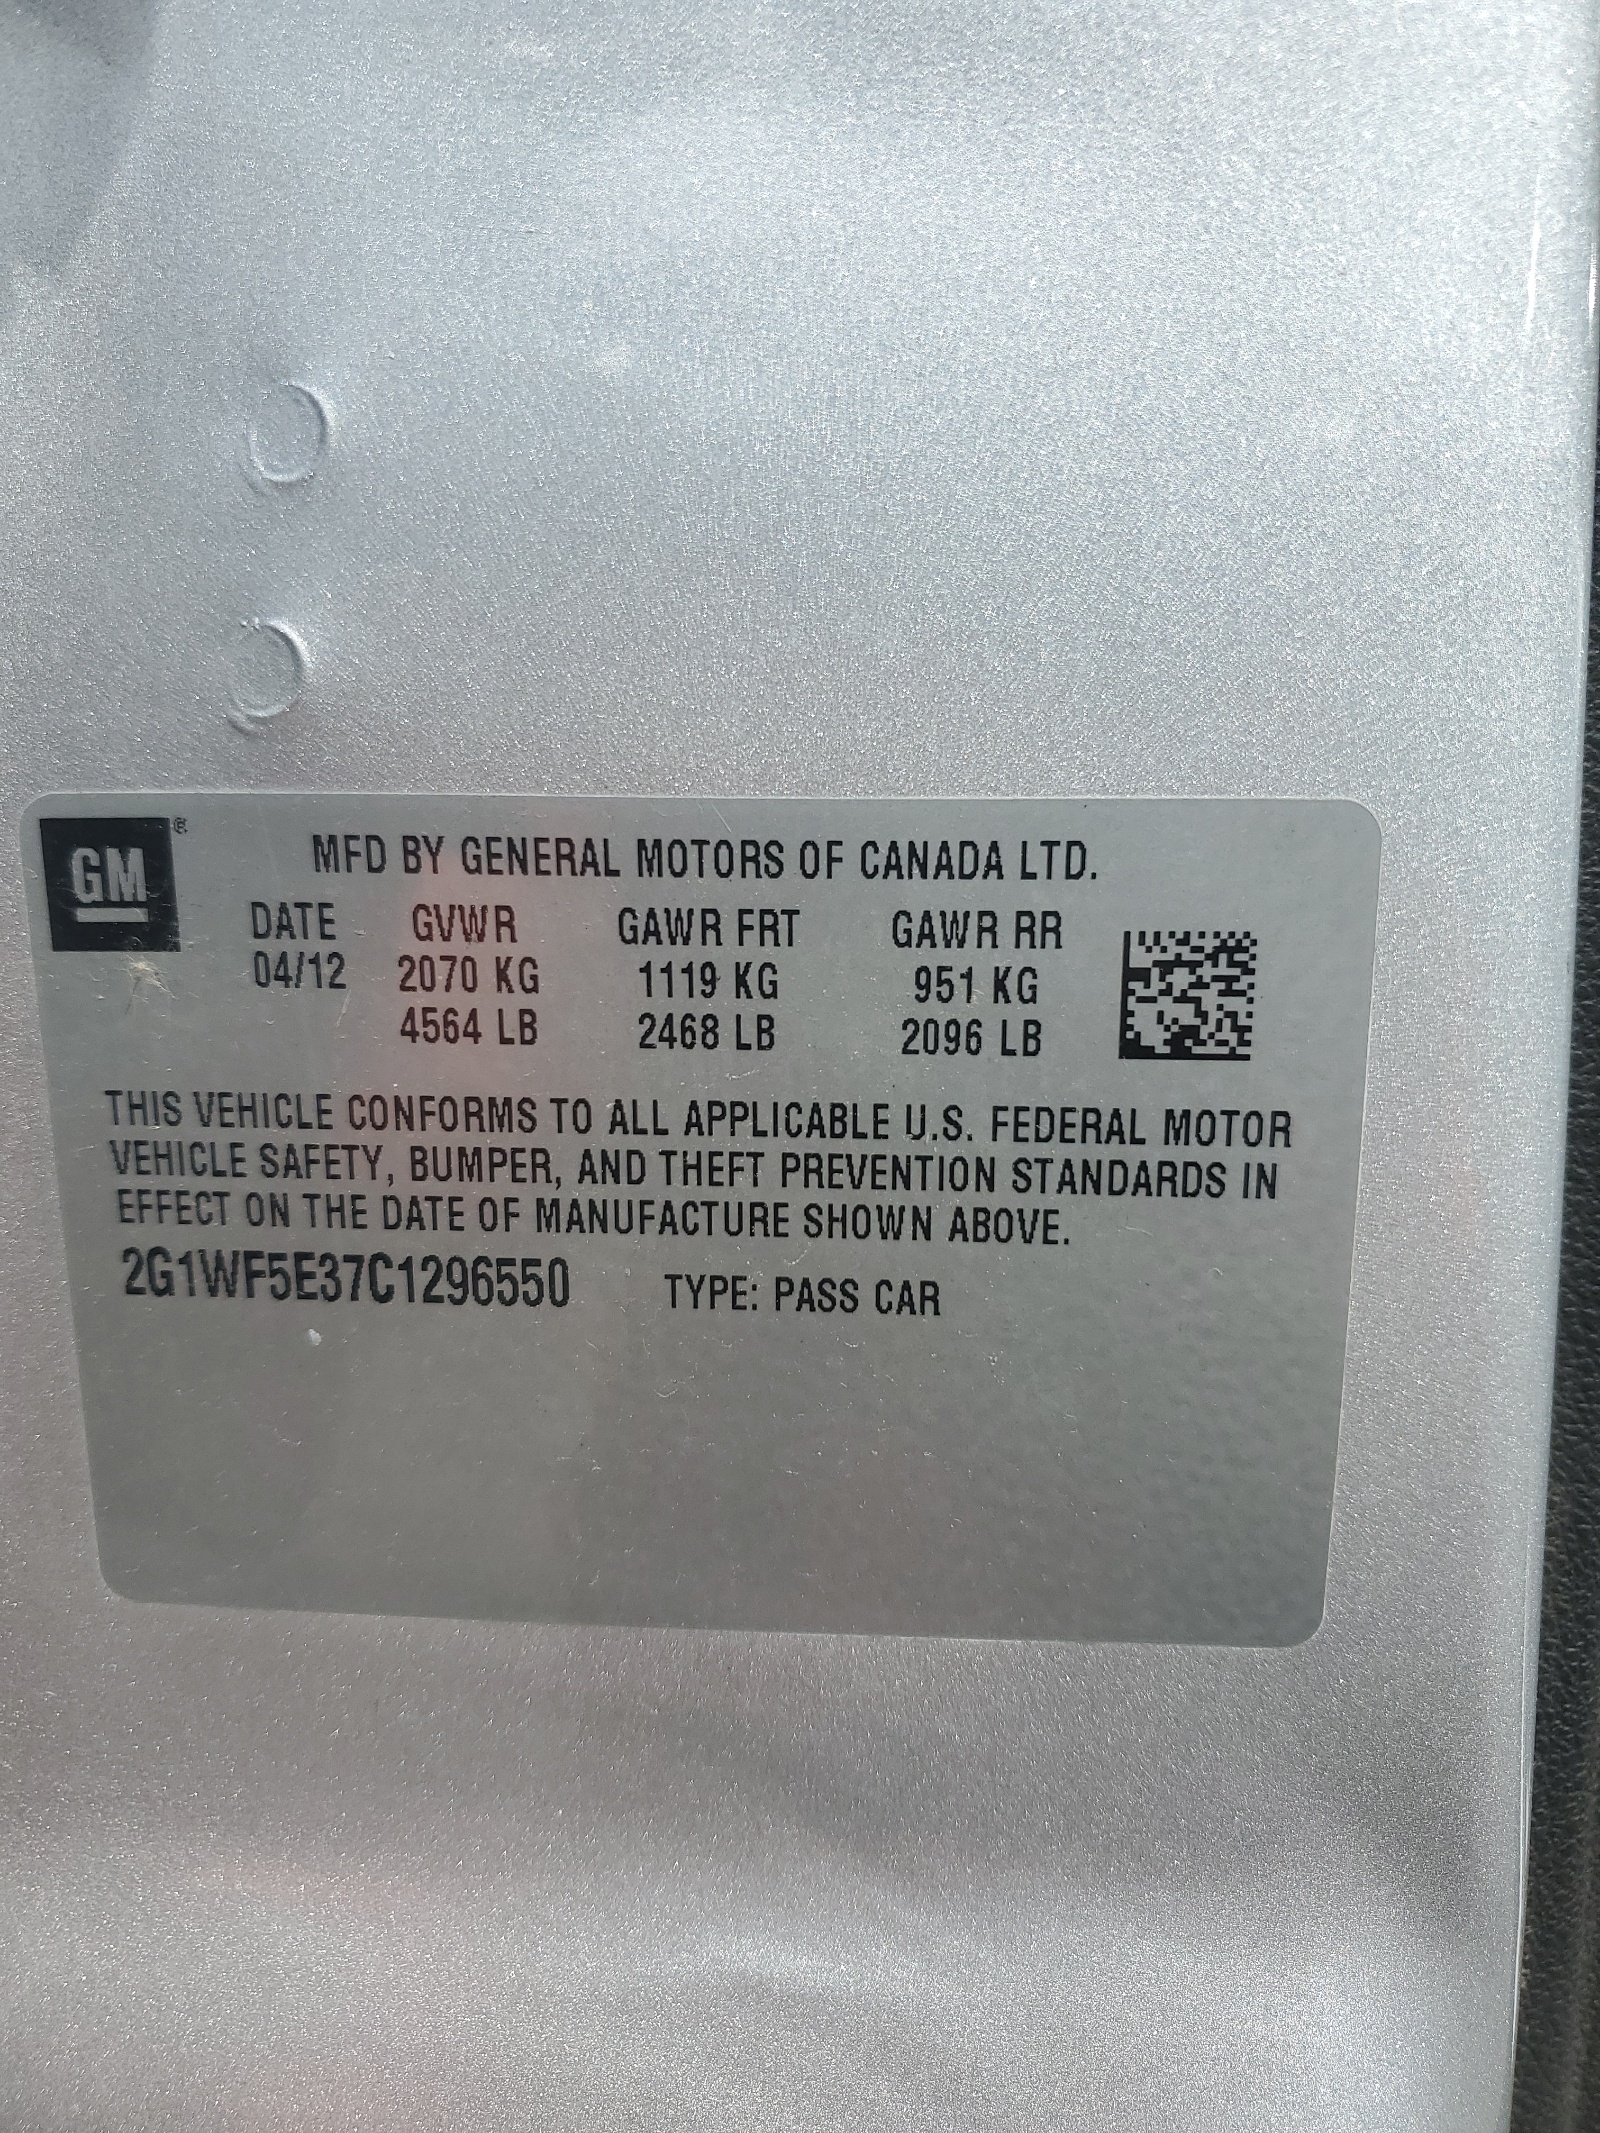 GM®
MFD BY GENERAL MOTORS OF CANADA LTD.
DATE GVWR GAWR FRT GAWR RR
04/12 2070 KG 1119 KG 951 KG
4564 LB 2468 LB 2096 LB
THIS VEHICLE CONFORMS TO ALL APPLICABLE U.S. FEDERAL MOTOR
VEHICLE SAFETY, BUMPER, AND THEFT PREVENTION STANDARDS IN
EFFECT ON THE DATE OF MANUFACTURE SHOWN ABOVE.
2G1WF5E37C1296550 TYPE: PASS CAR